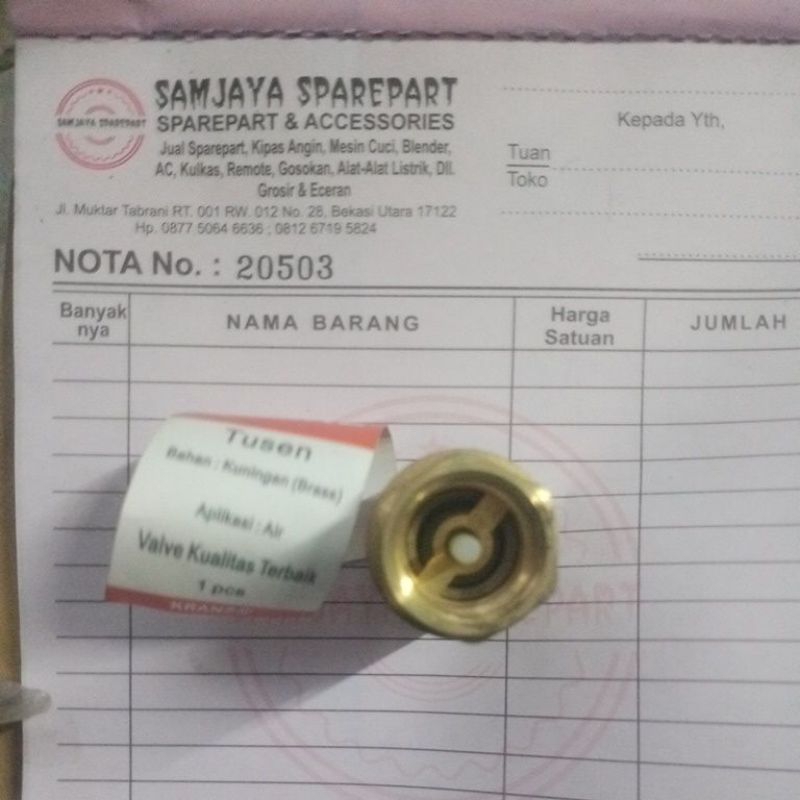 SAMJAYA SPAREPART
SAMJAYA SPAREPART
SPAREPART & ACCESSORIES
Jual Sparepart, Kipas Angin, Mesin Cuci, Blender,
AC, Kulkas, Remote, Gosokan, Alat-Alat Listrik, Dll.
Grosir & Eceran
Jl. Muktar Tabrani RT. 001 RW. 012 No. 28, Bekasi Utara 17122
Hp. 0877 5064 6636 ; 0812 6719 5824
Kepada Yth,
Tuan
Toko
NOTA No. : 20503
Banyak nya
NAMA BARANG
Harga Satuan
JUMLAH
Tusen
Bahan : Kuningan (Brass)
Aplikasi : Air
Valve Kualitas Terbaik
1 pcs